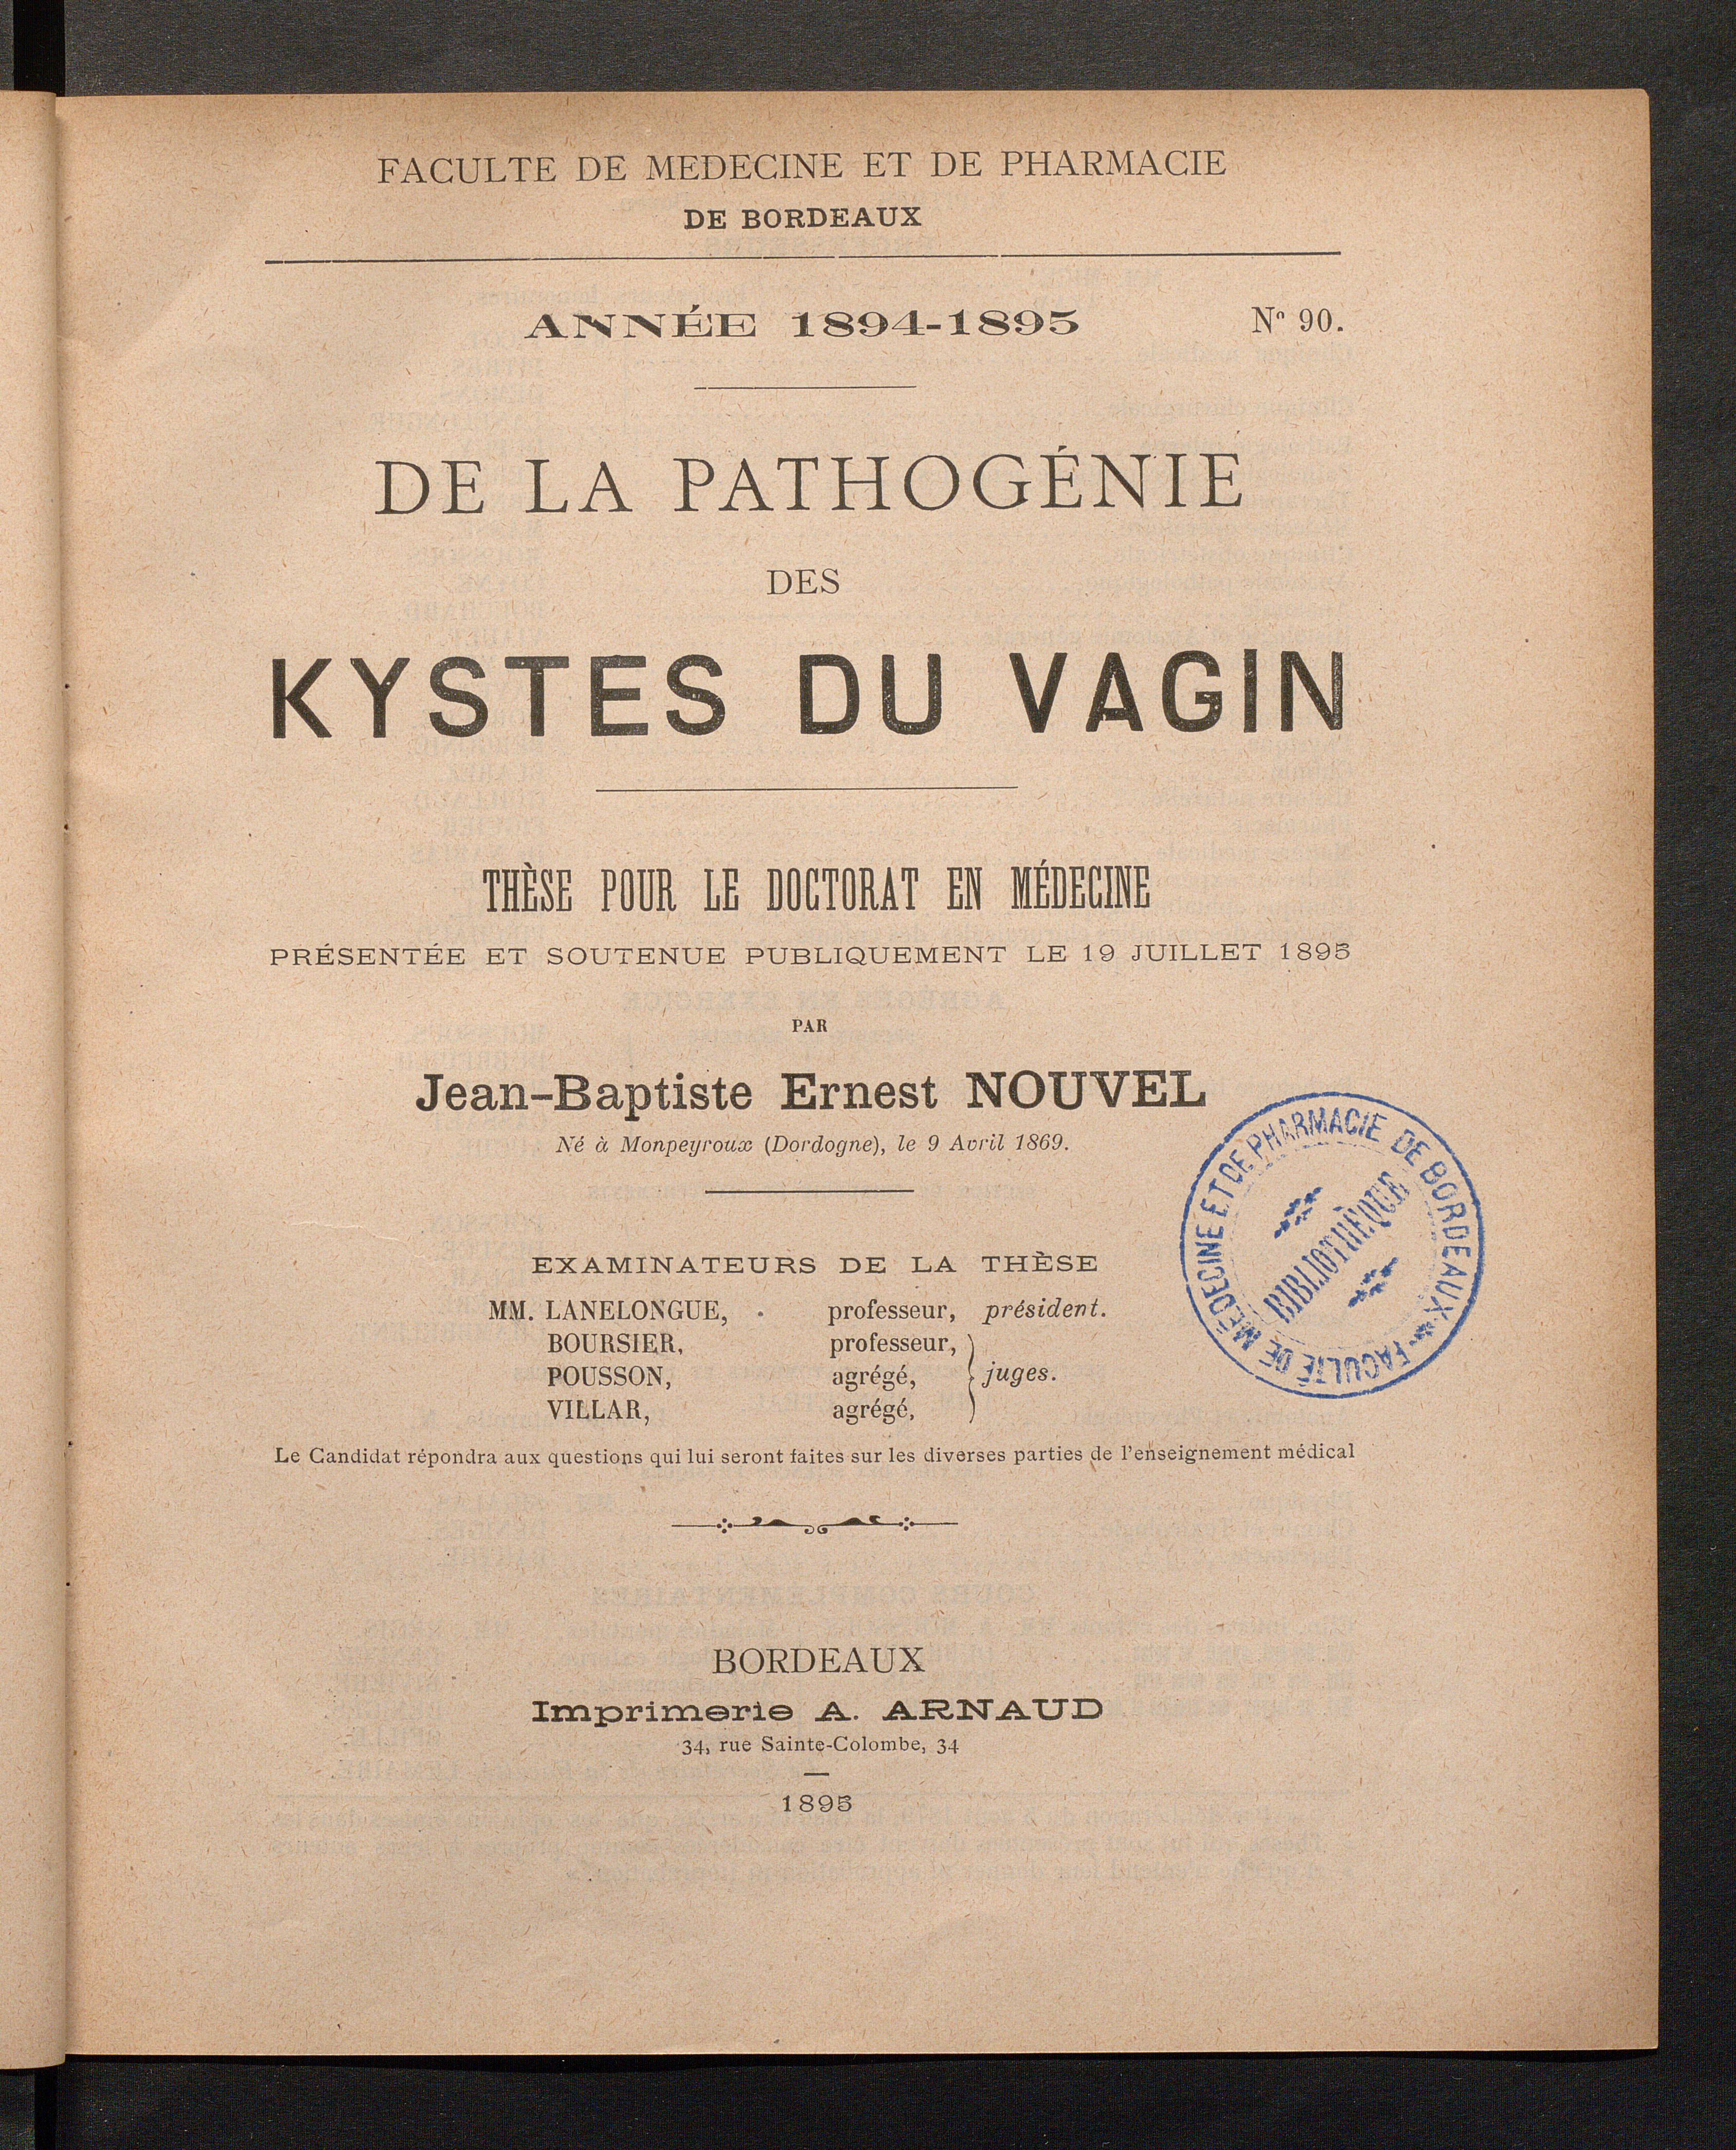 FACULTE DE MEDECINE ET DE PHARMACIE
DE BORDEAUX
ANNÉE 1894-1895
Nº 90.
DE LA PATHOGÉNIE
DES
KYSTES DU VAGIN
THÈSE POUR LE DOCTORAT EN MÉDECINE
PRÉSENTÉE ET SOUTENUE PUBLIQUEMENT LE 19 JUILLET 1895
PAR
Jean-Baptiste Ernest NOUVEL
Né à Monpeyroux (Dordogne), le 9 Avril 1869.
FACULTÉ DE MÉDECINE ET DE PHARMACIE DE BORDEAUX
BIBLIOTHÈQUE
EXAMINATEURS DE LA THÈSE
MM. LANELONGUE, professeur, président.
BOURSIER, professeur,
POUSSON, agrégé, juges.
VILLAR, agrégé,
Le Candidat répondra aux questions qui lui seront faites sur les diverses parties de l'enseignement médical
BORDEAUX
Imprimerie A. ARNAUD
34, rue Sainte-Colombe, 34
1895